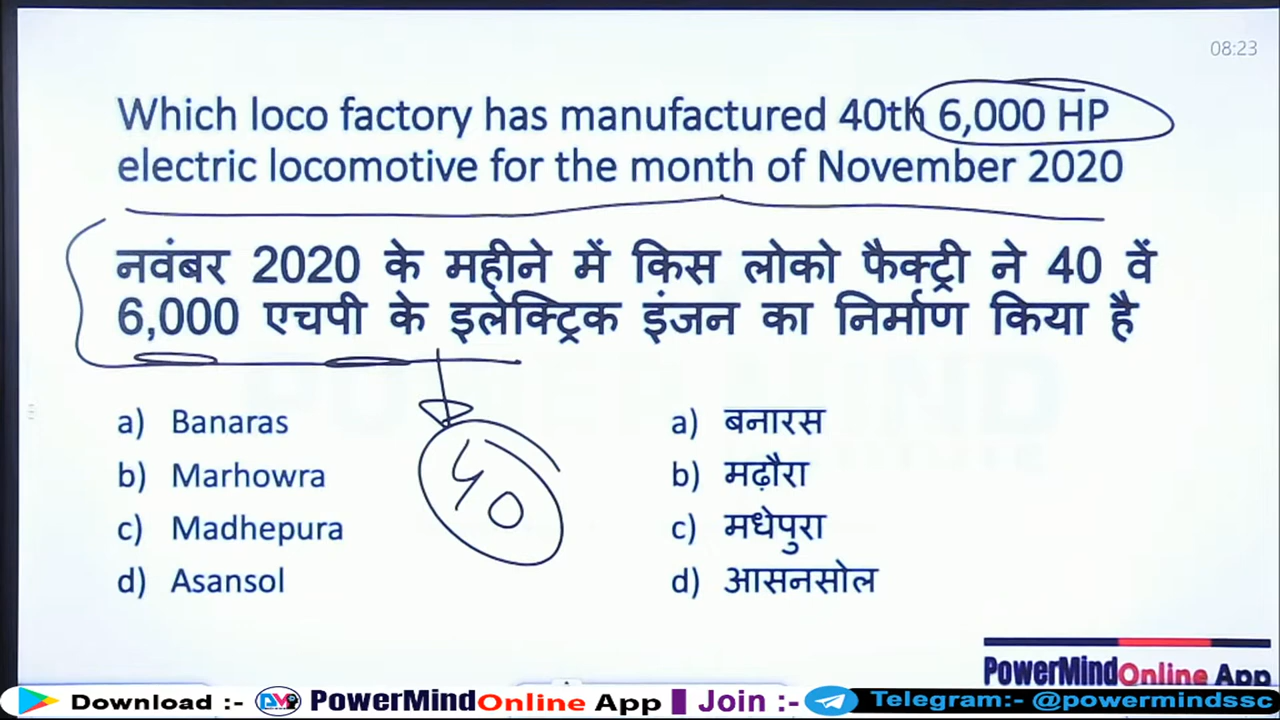 08:23
Which loco factory has manufactured 40th 6,000 HP
electric locomotive for the month of November 2020
नवंबर 2020 के महीने में किस लोको फैक्ट्री ने 40 वें
6,000 एचपी के इलेक्ट्रिक इंजन का निर्माण किया है
a) Banaras
b) Marhowra
c) Madhepura
d) Asansol
40
a) बनारस
b) मढ़ौरा
c) मधेपुरा
d) आसनसोल
PowerMindOnline App
Download :- PowerMindOnline App Join :- Telegram:- @powermindssc